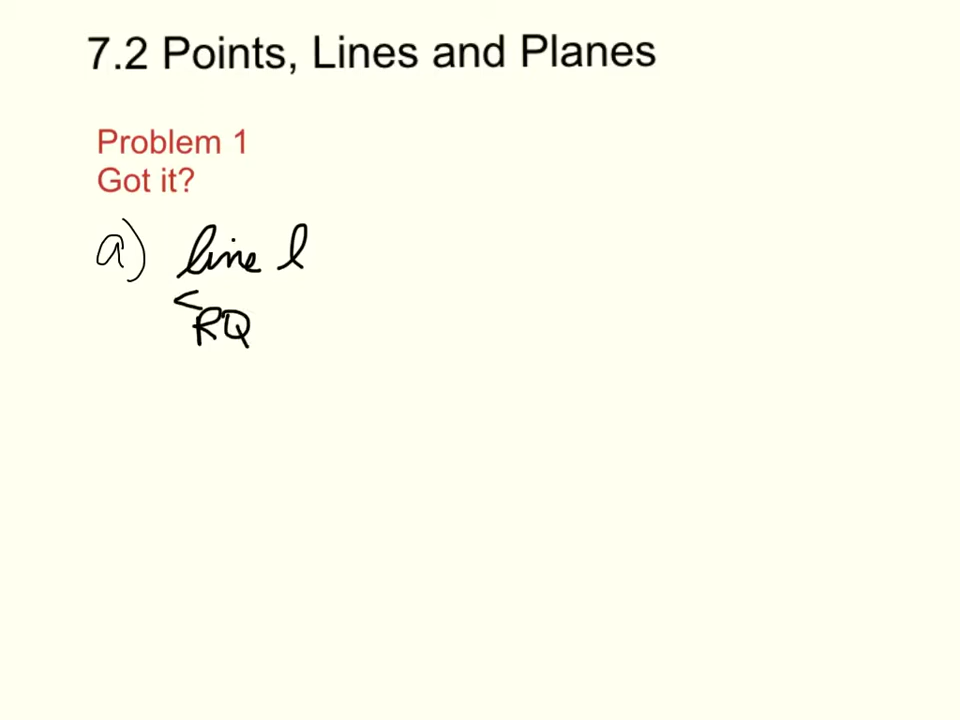 7.2 Points, Lines and Planes
Problem 1
Got it?
a) line l
RQ